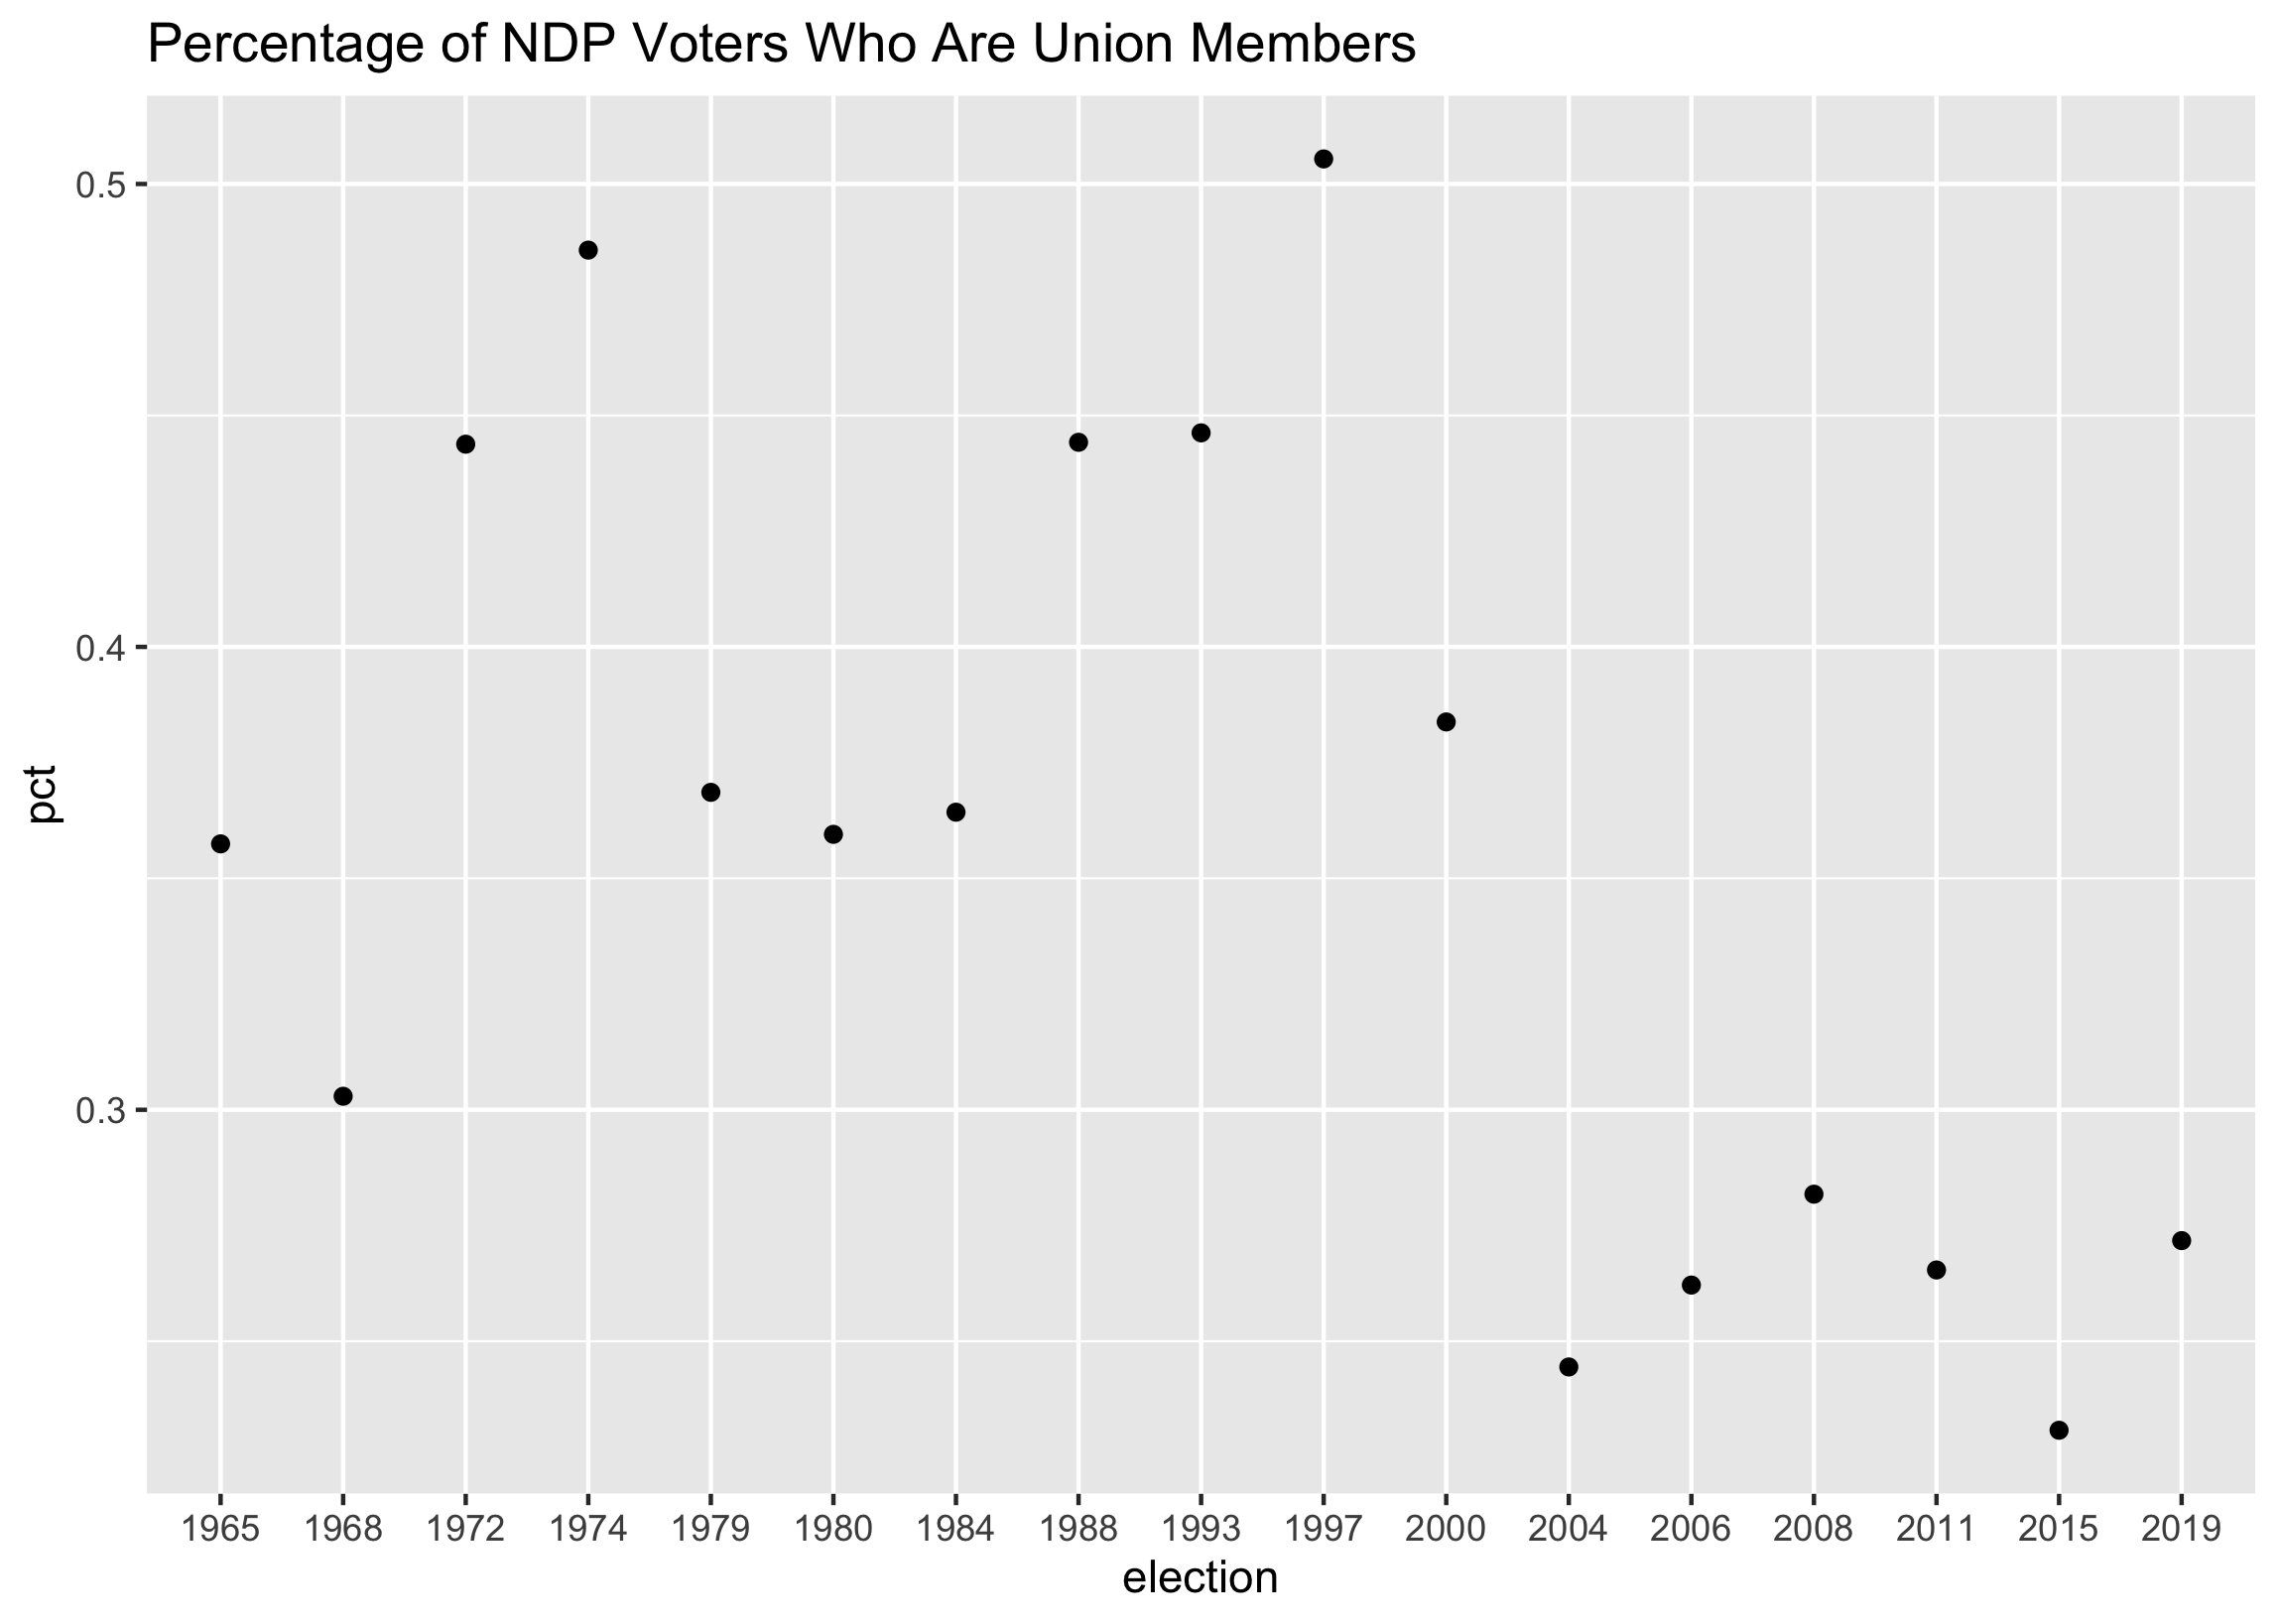 Percentage of NDP Voters Who Are Union Members
0.5
0.4
0.3
pct
1965 1968 1972 1974 1979 1980 1984 1988 1993 1997 2000 2004 2006 2008 2011 2015 2019
election